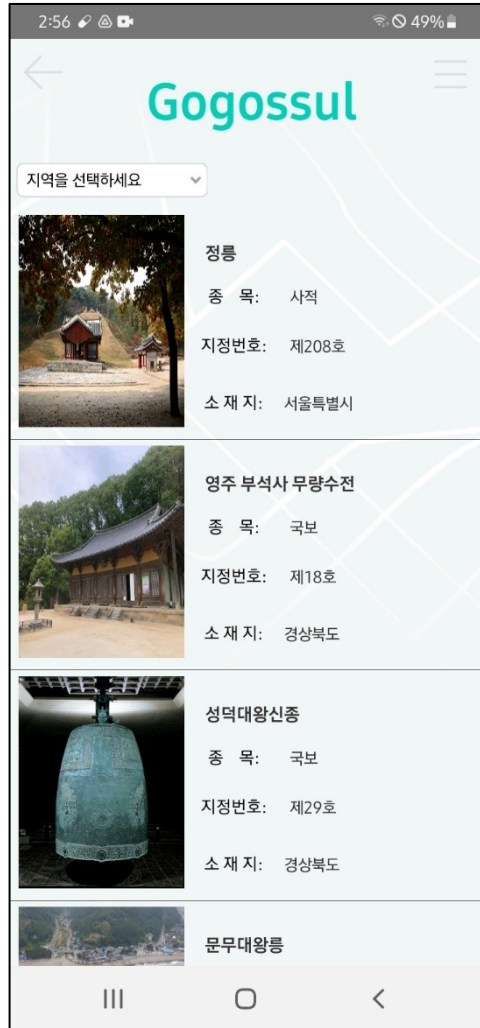 2:56 49%
Gogossul
지역을 선택하세요
정릉
종 목: 사적
지정번호: 제208호
소 재 지: 서울특별시
영주 부석사 무량수전
종 목: 국보
지정번호: 제18호
소 재 지: 경상북도
성덕대왕신종
종 목: 국보
지정번호: 제29호
소 재 지: 경상북도
문무대왕릉